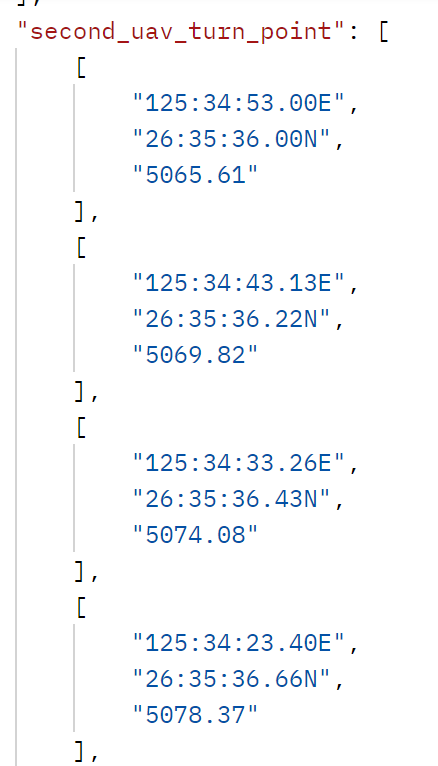 ],
"second_uav_turn_point": [
[
"125:34:53.00E",
"26:35:36.00N",
"5065.61"
],
[
"125:34:43.13E",
"26:35:36.22N",
"5069.82"
],
[
"125:34:33.26E",
"26:35:36.43N",
"5074.08"
],
[
"125:34:23.40E",
"26:35:36.66N",
"5078.37"
],